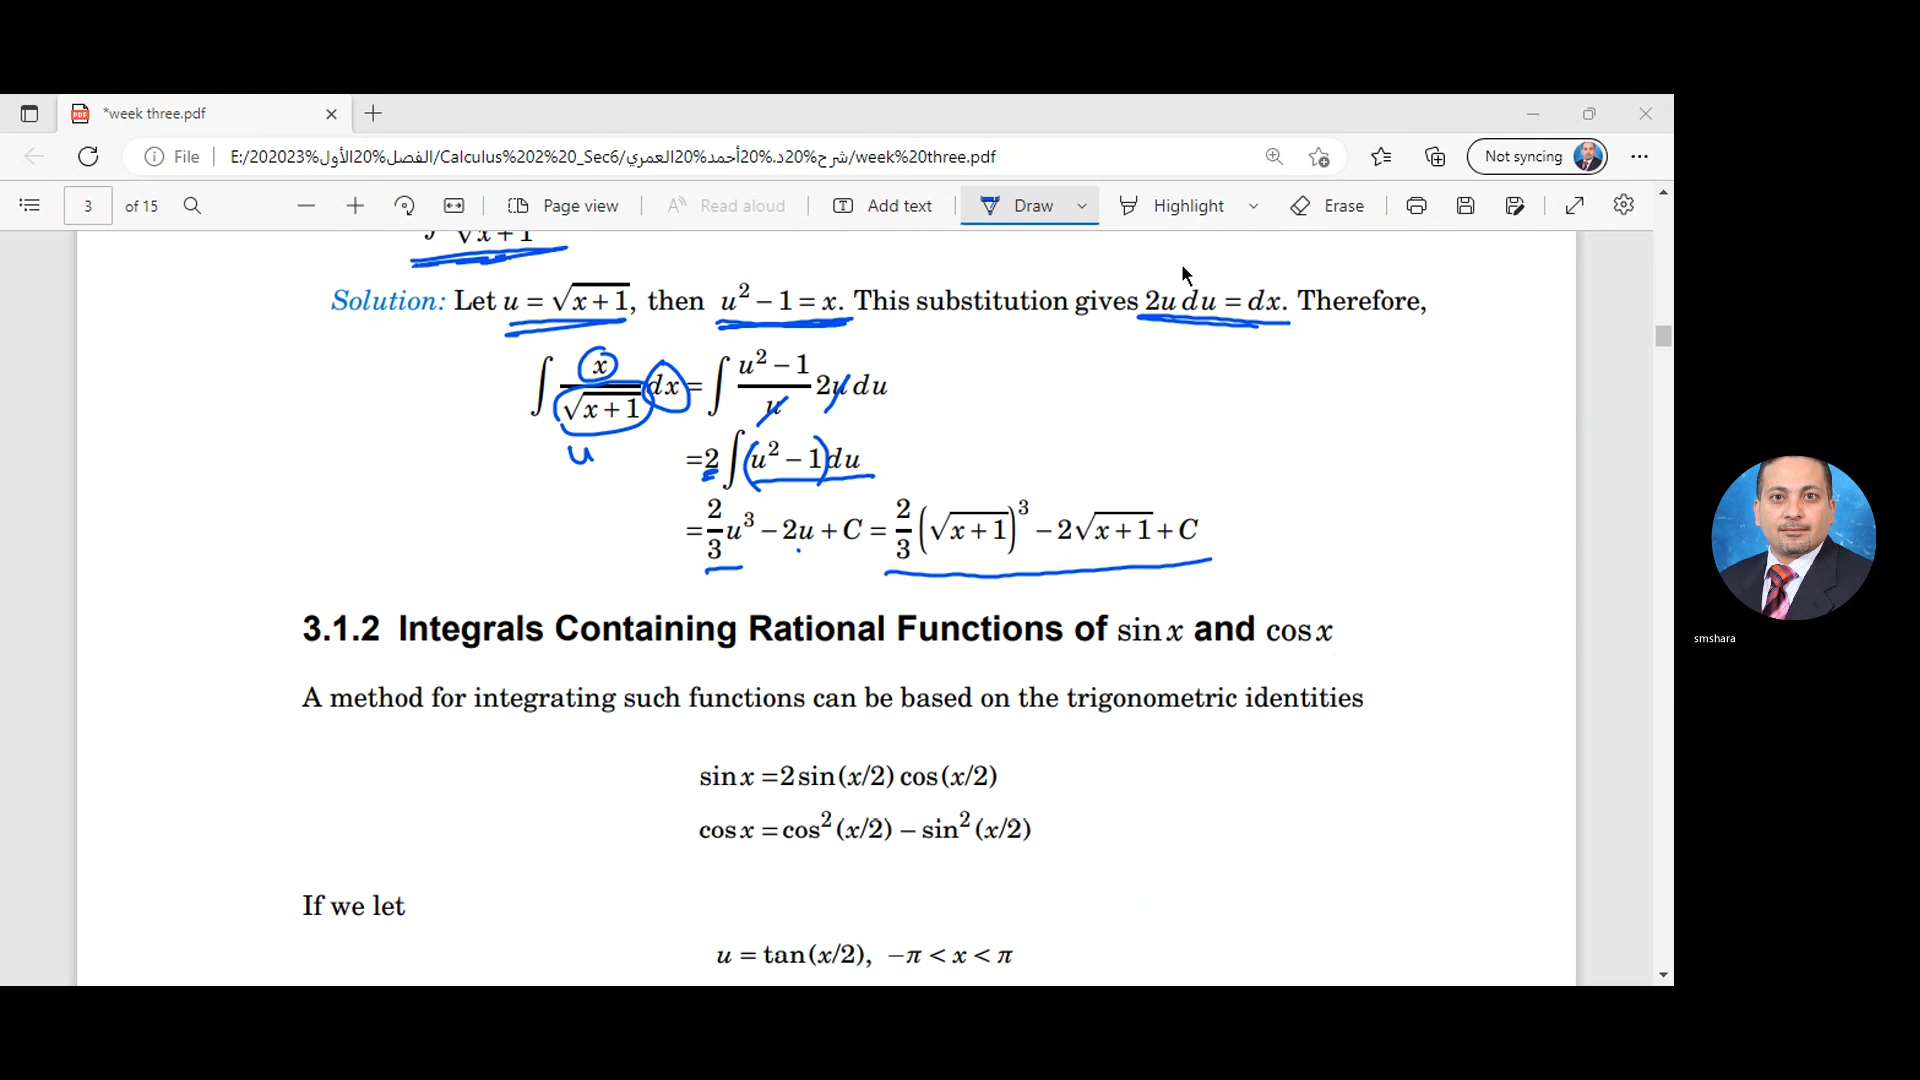 *week three.pdf
File
E:/202023%الفصل%20الأول/Calculus%202%20_Sec6/شرح%20د.%20أحمد%20العمري/week%20three.pdf
Not syncing
3 of 15
Page view
Read aloud
Add text
Draw
Highlight
Erase
∫ √x+1
Solution: Let u = √x+1, then u² − 1 = x. This substitution gives 2u du = dx. Therefore,
∫ x/√x+1 dx = ∫ (u² − 1)/u 2u du
u
= 2 ∫ (u² − 1) du
= 2/3 u³ − 2u + C = 2/3 (√x+1)³ − 2√x+1 + C
3.1.2 Integrals Containing Rational Functions of sin x and cos x
A method for integrating such functions can be based on the trigonometric identities
sin x = 2 sin(x/2) cos(x/2)
cos x = cos² (x/2) − sin² (x/2)
If we let
u = tan(x/2), −π < x < π
smshara